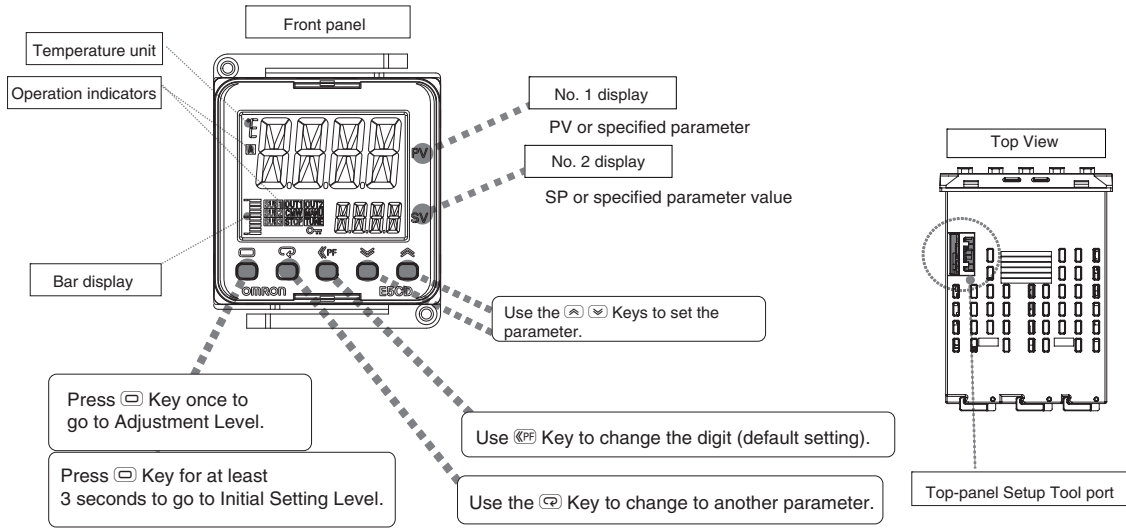 Front panel
Temperature unit
Operation indicators
No. 1 display
PV or specified parameter
No. 2 display
SP or specified parameter value
PV
SV
Bar display
PF
OMRON
E5CD
Use the Keys to set the
parameter.
Press Key once to
go to Adjustment Level.
Press Key for at least
3 seconds to go to Initial Setting Level.
Use PF Key to change the digit (default setting).
Use the Key to change to another parameter.
Top View
Top-panel Setup Tool port